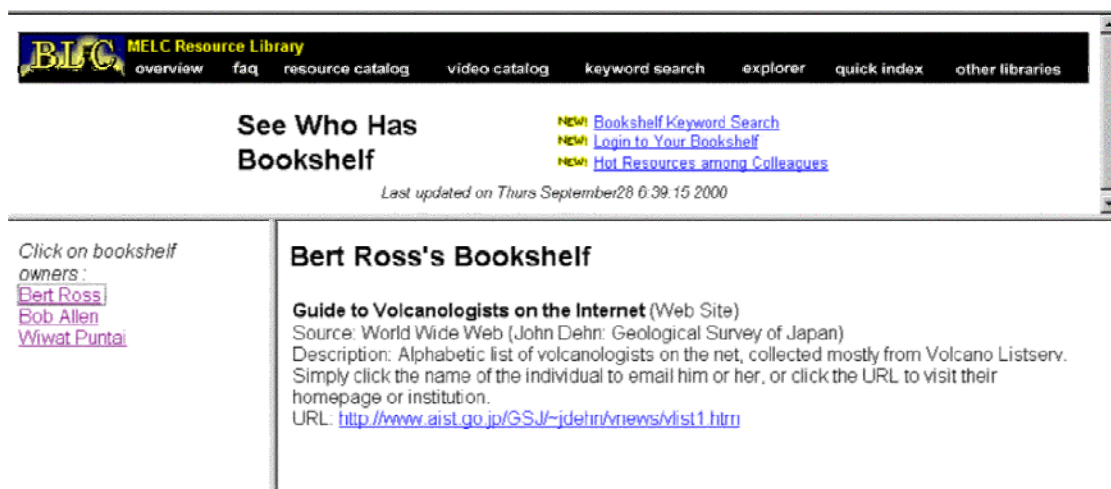 BLC MELC Resource Library
overview faq resource catalog video catalog keyword search explorer quick index other libraries
See Who Has
Bookshelf
NEW! Bookshelf Keyword Search
NEW! Login to Your Bookshelf
NEW! Hot Resources among Colleagues
Last updated on Thurs September28 6:39:15 2000
Click on bookshelf
owners :
Bert Ross
Bob Allen
Wiwat Puntai
Bert Ross's Bookshelf
Guide to Volcanologists on the Internet (Web Site)
Source: World Wide Web (John Dehn: Geological Survey of Japan)
Description: Alphabetic list of volcanologists on the net, collected mostly from Volcano Listserv.
Simply click the name of the individual to email him or her, or click the URL to visit their
homepage or institution.
URL: http://www.aist.go.jp/GSJ/~jdehn/vnews/vlist1.htm